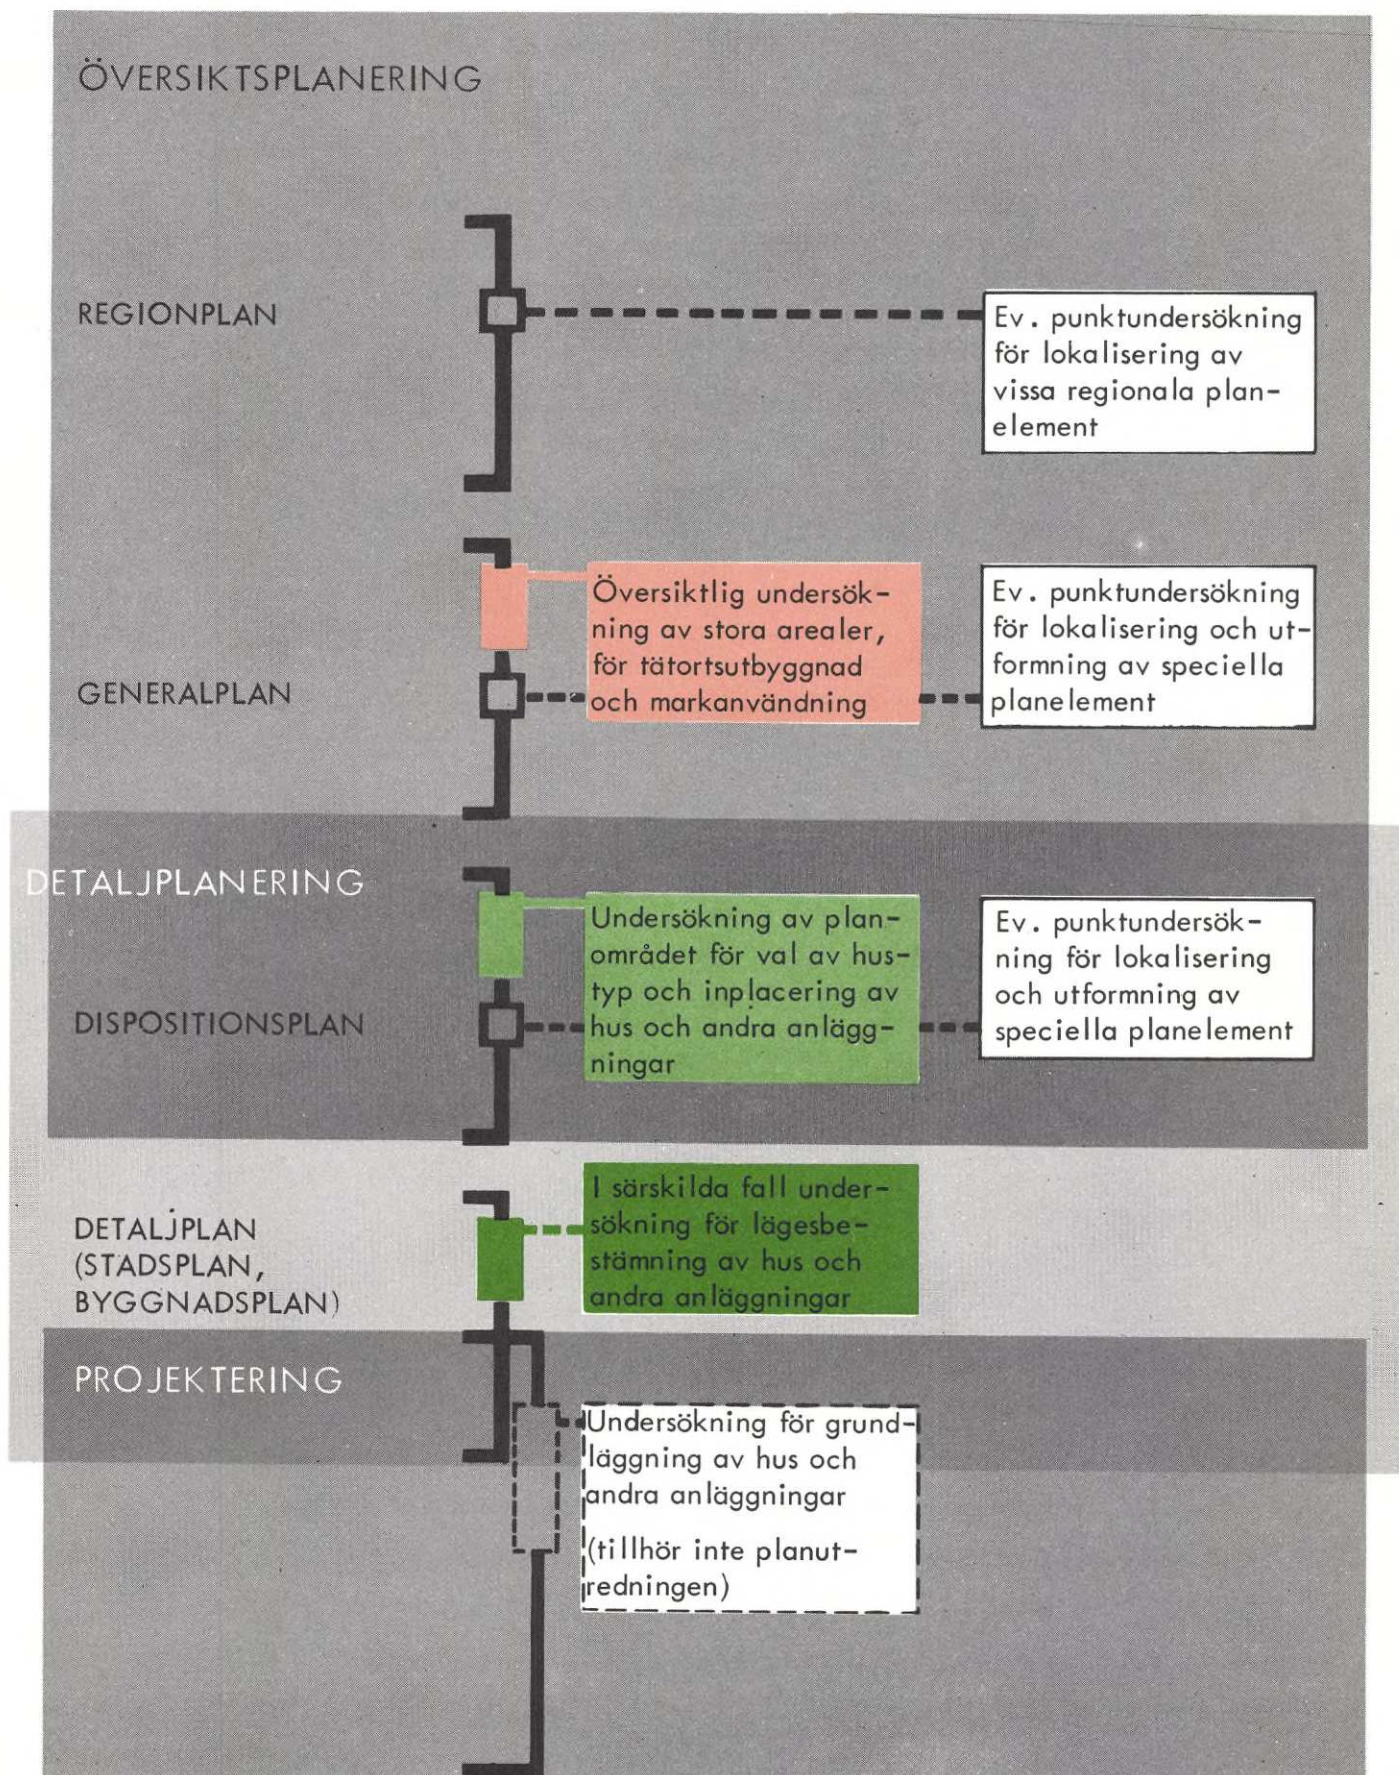 ÖVERSIKTSPLANERING
REGIONPLAN
Ev. punktundersökning
för lokalisering av
vissa regionala plan-
element
GENERALPLAN
Översiktlig undersök-
ning av stora arealer,
för tätortsutbyggnad
och markanvändning
Ev. punktundersökning
för lokalisering och ut-
formning av speciella
planelement
DETALJPLANERING
DISPOSITIONSPLAN
Undersökning av plan-
området för val av hus-
typ och inplacering av
hus och andra anlägg-
ningar
Ev. punktundersök-
ning för lokalisering
och utformning av
speciella planelement
DETALJPLAN
(STADSPLAN,
BYGGNADSPLAN)
I särskilda fall under-
sökning för lägesbe-
stämning av hus och
andra anläggningar
PROJEKTERING
Undersökning för grund-
läggning av hus och
andra anläggningar
(tillhör inte planut-
redningen)